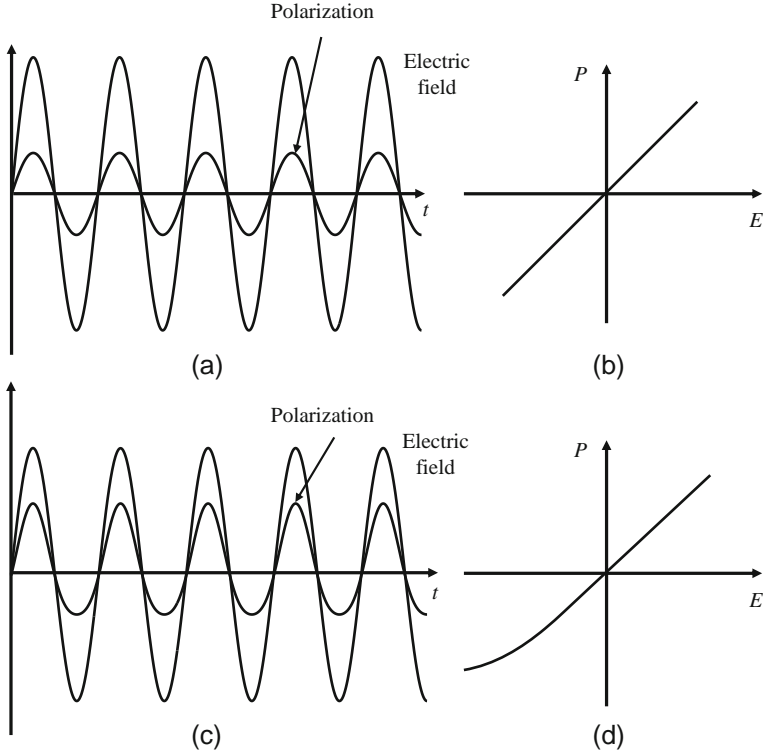 Polarization
Electric
field
P
t
E
(a)
(b)
Polarization
Electric
field
P
t
E
(c)
(d)